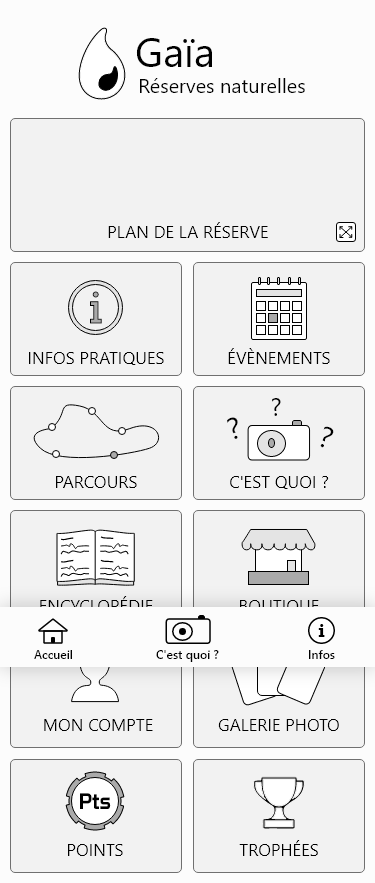 Gaïa
Réserves naturelles
PLAN DE LA RÉSERVE
INFOS PRATIQUES
ÉVÈNEMENTS
PARCOURS
? ? ?
C'EST QUOI ?
ENCYCLOPÉDIE
BOUTIQUE
Accueil
C'est quoi ?
Infos
MON COMPTE
GALERIE PHOTO
Pts
POINTS
TROPHÉES